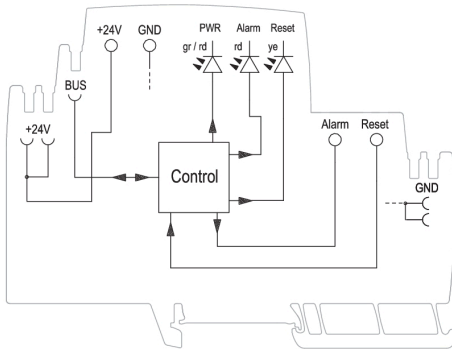 +24V
GND
PWR
Alarm
Reset
gr / rd
rd
ye
BUS
+24V
Alarm
Reset
Control
GND